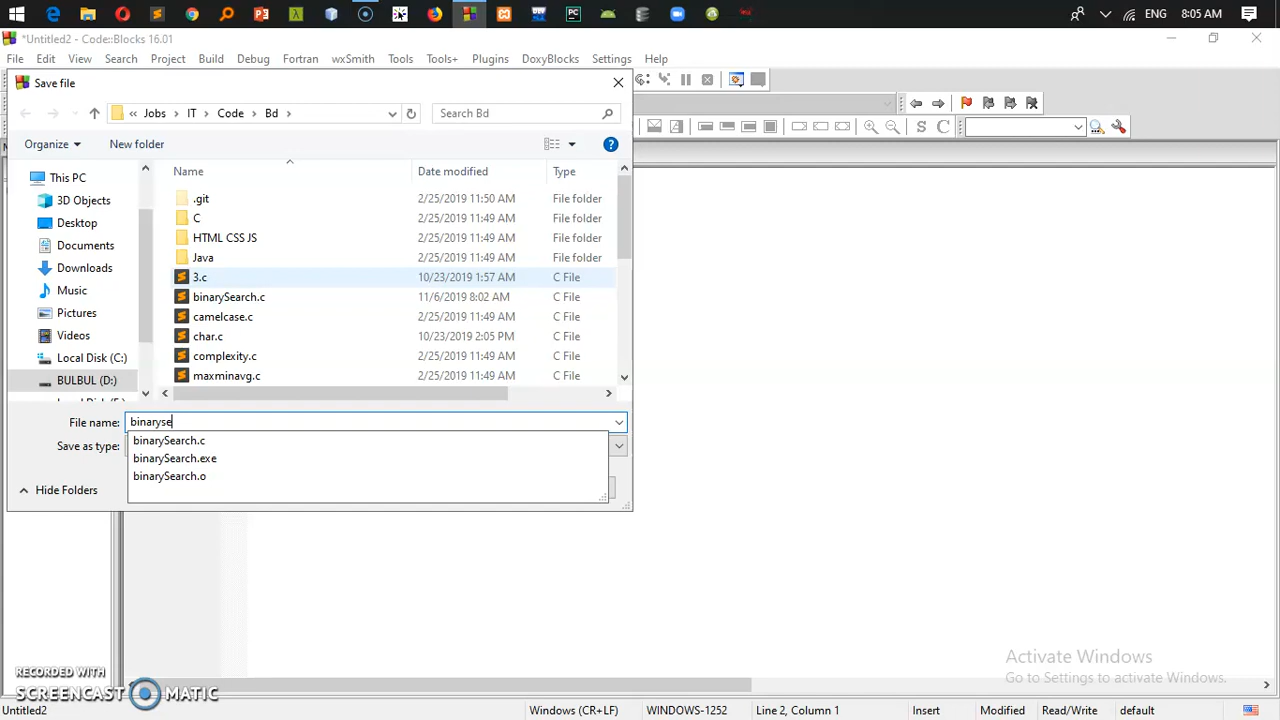 ENG 8:05 AM
*Untitled2 - Code::Blocks 16.01
File Edit View Search Project Build Debug Fortran wxSmith Tools Tools+ Plugins DoxyBlocks Settings Help
Save file
« Jobs > IT > Code > Bd >
Search Bd
Organize
New folder
Name Date modified Type
This PC
3D Objects
Desktop
Documents
Downloads
Music
Pictures
Videos
Local Disk (C:)
BULBUL (D:)
.git 2/25/2019 11:50 AM File folder
C 2/25/2019 11:49 AM File folder
HTML CSS JS 2/25/2019 11:49 AM File folder
Java 2/25/2019 11:49 AM File folder
3.c 10/23/2019 1:57 AM C File
binarySearch.c 11/6/2019 8:02 AM C File
camelcase.c 2/25/2019 11:49 AM C File
char.c 10/23/2019 2:05 PM C File
complexity.c 2/25/2019 11:49 AM C File
maxminavg.c 2/25/2019 11:49 AM C File
File name: binaryse
Save as type:
binarySearch.c
binarySearch.exe
binarySearch.o
Hide Folders
Activate Windows
Go to Settings to activate Windows.
RECORDED WITH
SCREENCAST MATIC
Untitled2 Windows (CR+LF) WINDOWS-1252 Line 2, Column 1 Insert Modified Read/Write default